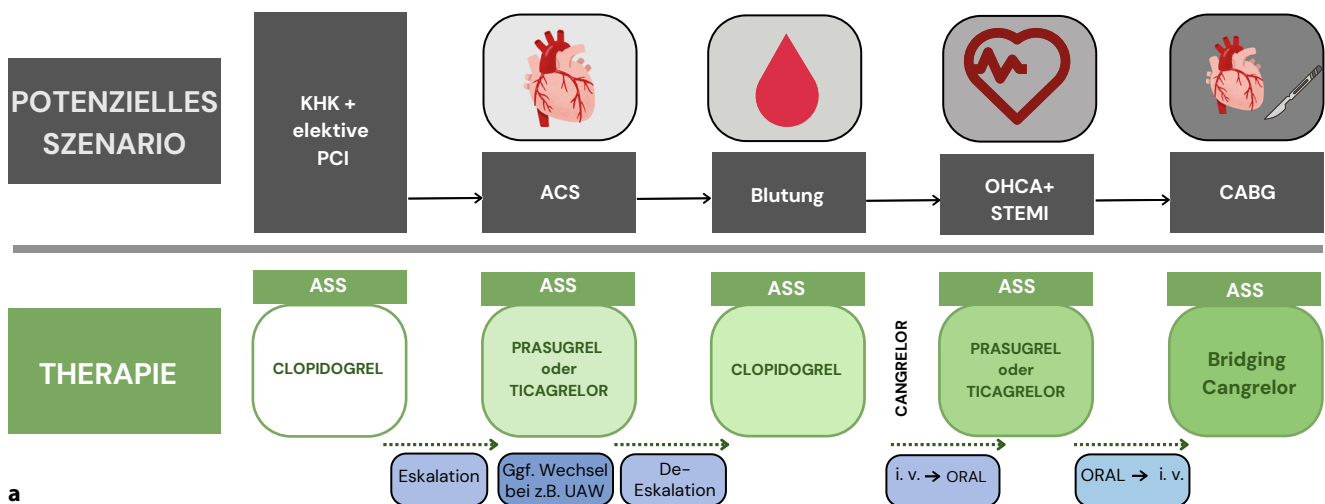 POTENZIELLES
SZENARIO
KHK +
elektive
PCI
ACS
Blutung
OHCA+
STEMI
CABG
THERAPIE
ASS
CLOPIDOGREL
ASS
PRASUGREL
oder
TICAGRELOR
ASS
CLOPIDOGREL
CANGRELOR
ASS
PRASUGREL
oder
TICAGRELOR
ASS
Bridging
Cangrelor
Eskalation
Ggf. Wechsel
bei z.B. UAW
De-
Eskalation
i. v. → ORAL
ORAL → i. v.
a